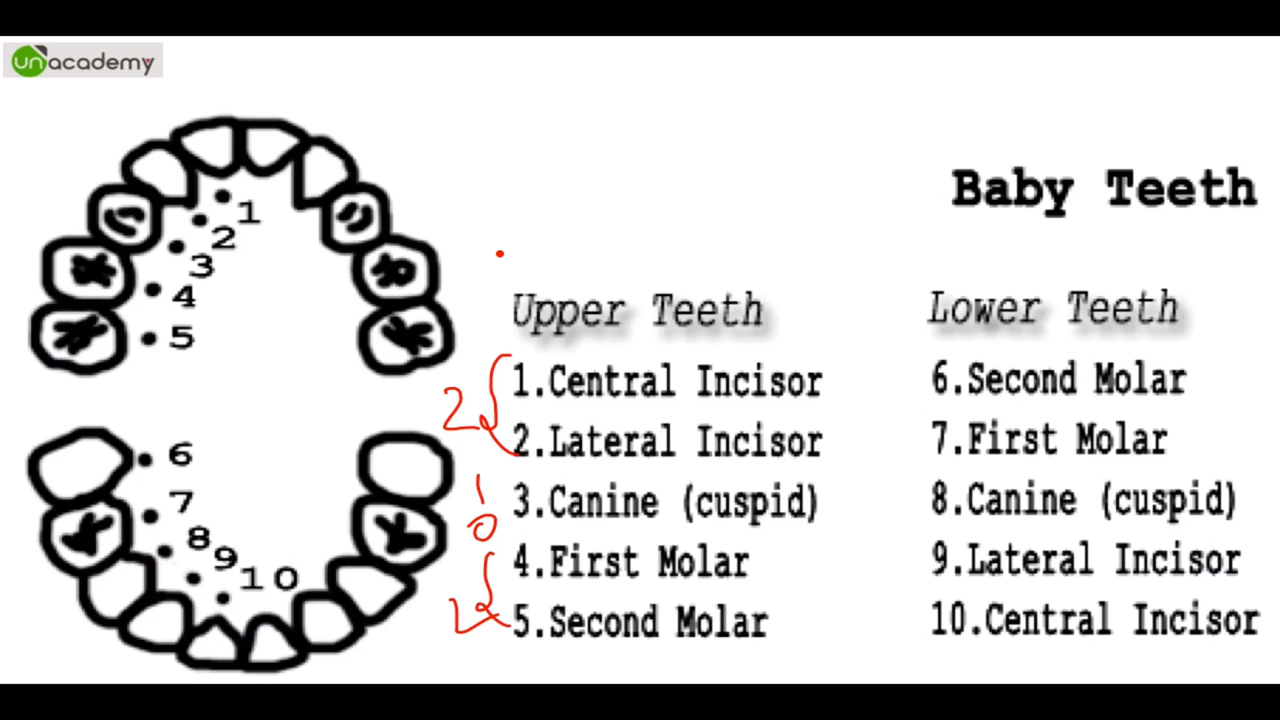 unacademy
Baby Teeth
1
2
3
4
5
6
7
8
9
10
Upper Teeth
1.Central Incisor
2.Lateral Incisor
3.Canine (cuspid)
4.First Molar
5.Second Molar
2
1
0
2
Lower Teeth
6.Second Molar
7.First Molar
8.Canine (cuspid)
9.Lateral Incisor
10.Central Incisor